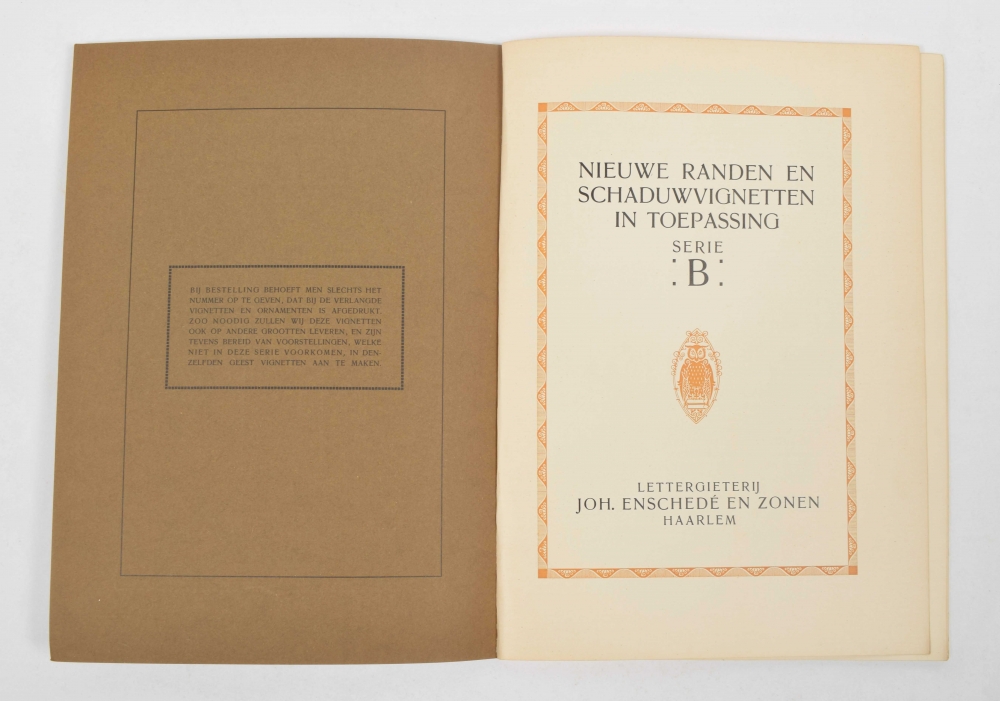 BIJ BESTELLING BEHOEFT MEN SLECHTS HET
NUMMER OP TE GEVEN, DAT BIJ DE VERLANGDE
VIGNETTEN EN ORNAMENTEN IS AFGEDRUKT.
ZOO NOODIG ZULLEN WIJ DEZE VIGNETTEN
OOK OP ANDERE GROOTTEN LEVEREN, EN ZIJN
TEVENS BEREID VAN VOORSTELLINGEN, WELKE
NIET IN DEZE SERIE VOORKOMEN, IN DEN-
ZELFDEN GEEST VIGNETTEN AAN TE MAKEN.
NIEUWE RANDEN EN
SCHADUWVIGNETTEN
IN TOEPASSING
SERIE
: B :
LETTERGIETERIJ
JOH. ENSCHEDÉ EN ZONEN
HAARLEM